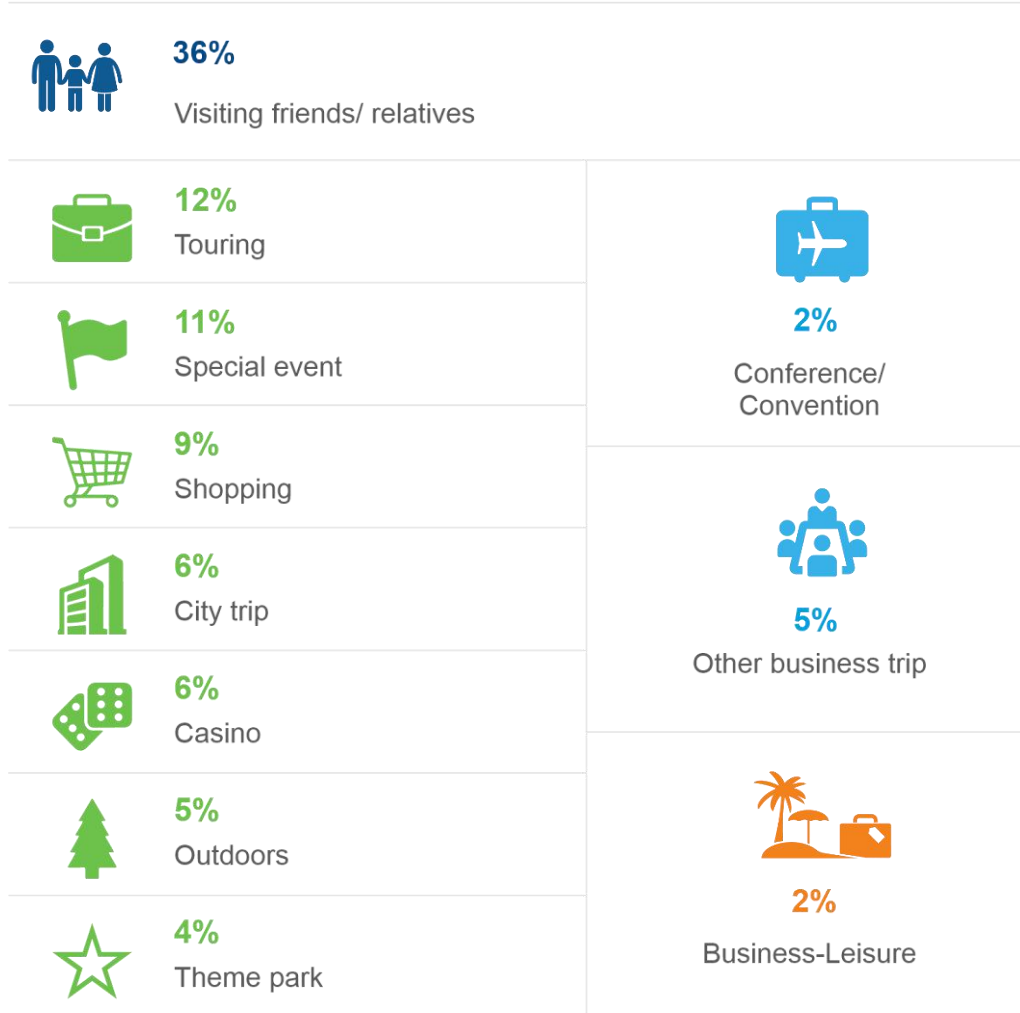 36%
Visiting friends/ relatives
12%
Touring
11%
Special event
9%
Shopping
6%
City trip
6%
Casino
5%
Outdoors
4%
Theme park
2%
Conference/
Convention
5%
Other business trip
2%
Business-Leisure